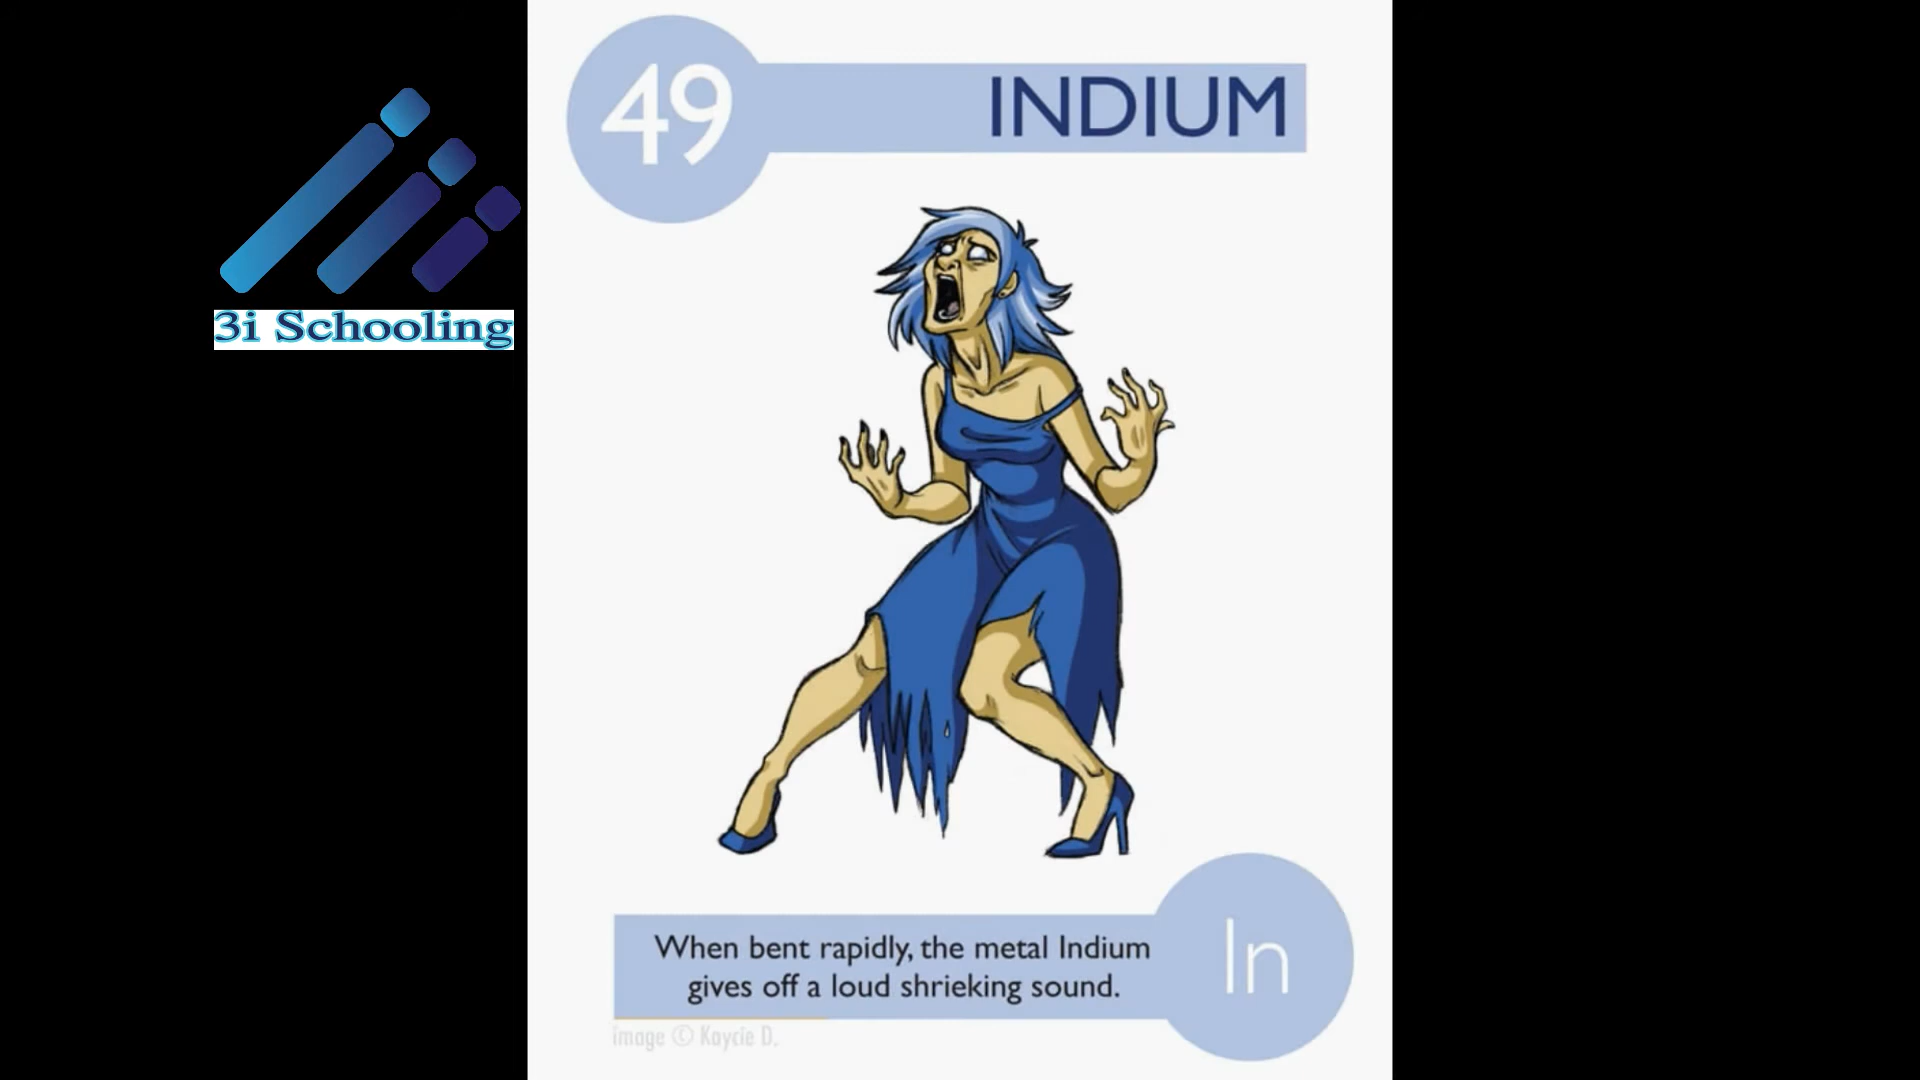 49
INDIUM
3i Schooling
When bent rapidly, the metal Indium
gives off a loud shrieking sound.
In
image © Kaycie D.